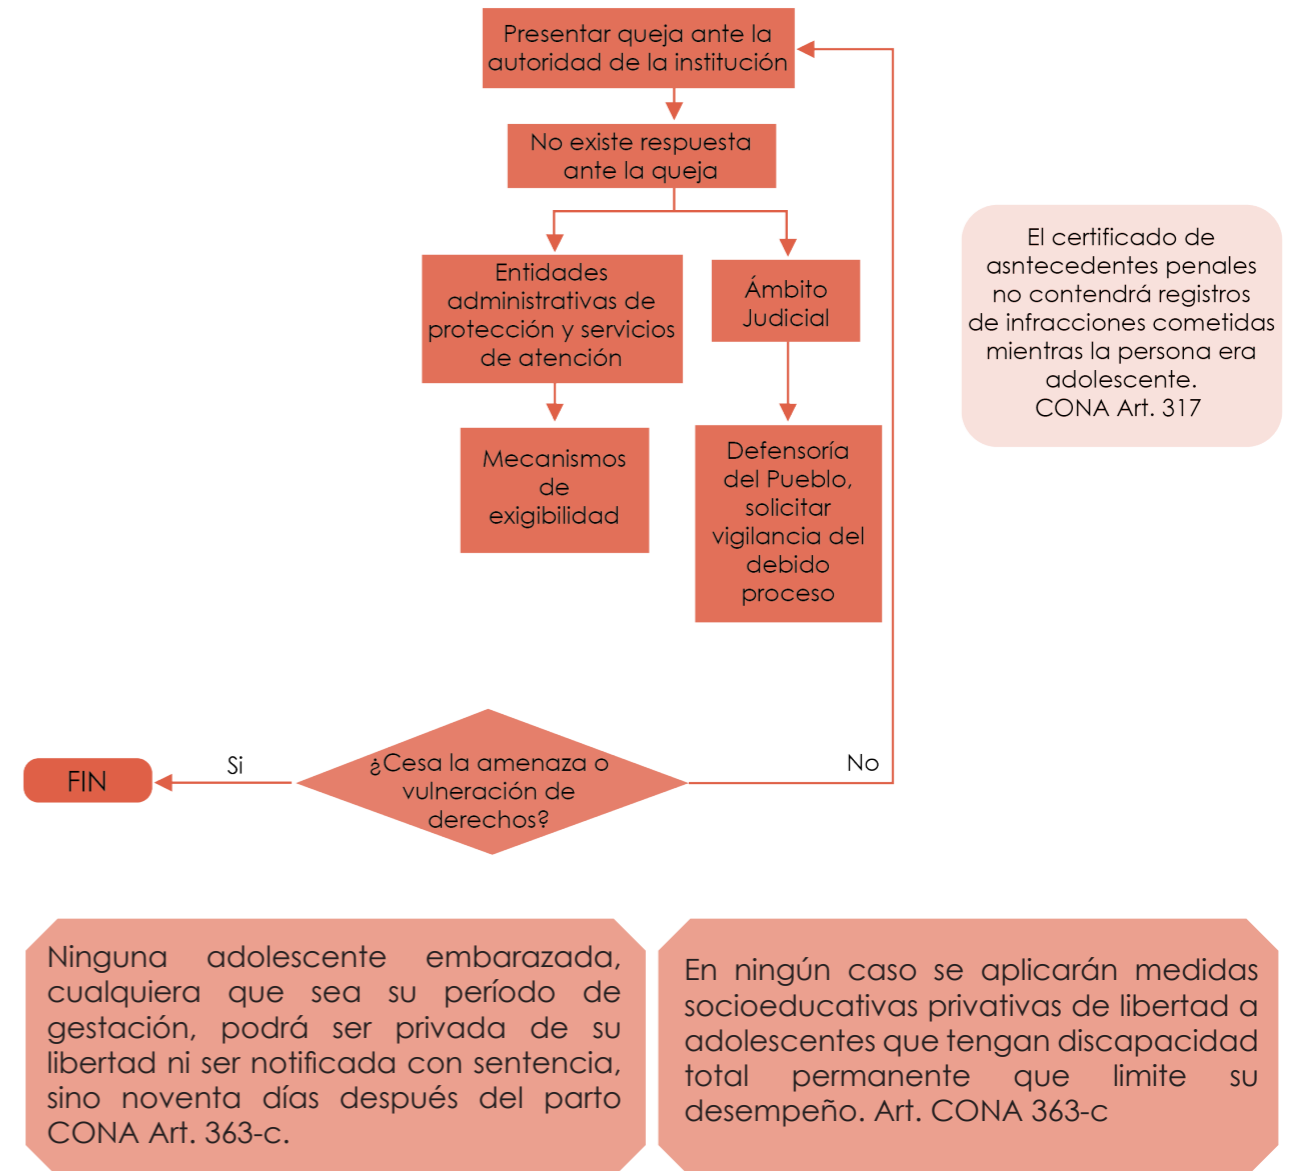 Presentar queja ante la
autoridad de la institución
No existe respuesta
ante la queja
Entidades
administrativas de
protección y servicios
de atención
Ámbito
Judicial
El certificado de
asntecedentes penales
no contendrá registros
de infracciones cometidas
mientras la persona era
adolescente.
CONA Art. 317
Mecanismos
de
exigibilidad
Defensoría
del Pueblo,
solicitar
vigilancia del
debido
proceso
FIN
Si
¿Cesa la amenaza o
vulneración de
derechos?
No
Ninguna adolescente embarazada,
cualquiera que sea su período de
gestación, podrá ser privada de su
libertad ni ser notificada con sentencia,
sino noventa días después del parto
CONA Art. 363-c.
En ningún caso se aplicarán medidas
socioeducativas privativas de libertad a
adolescentes que tengan discapacidad
total permanente que limite su
desempeño. Art. CONA 363-c